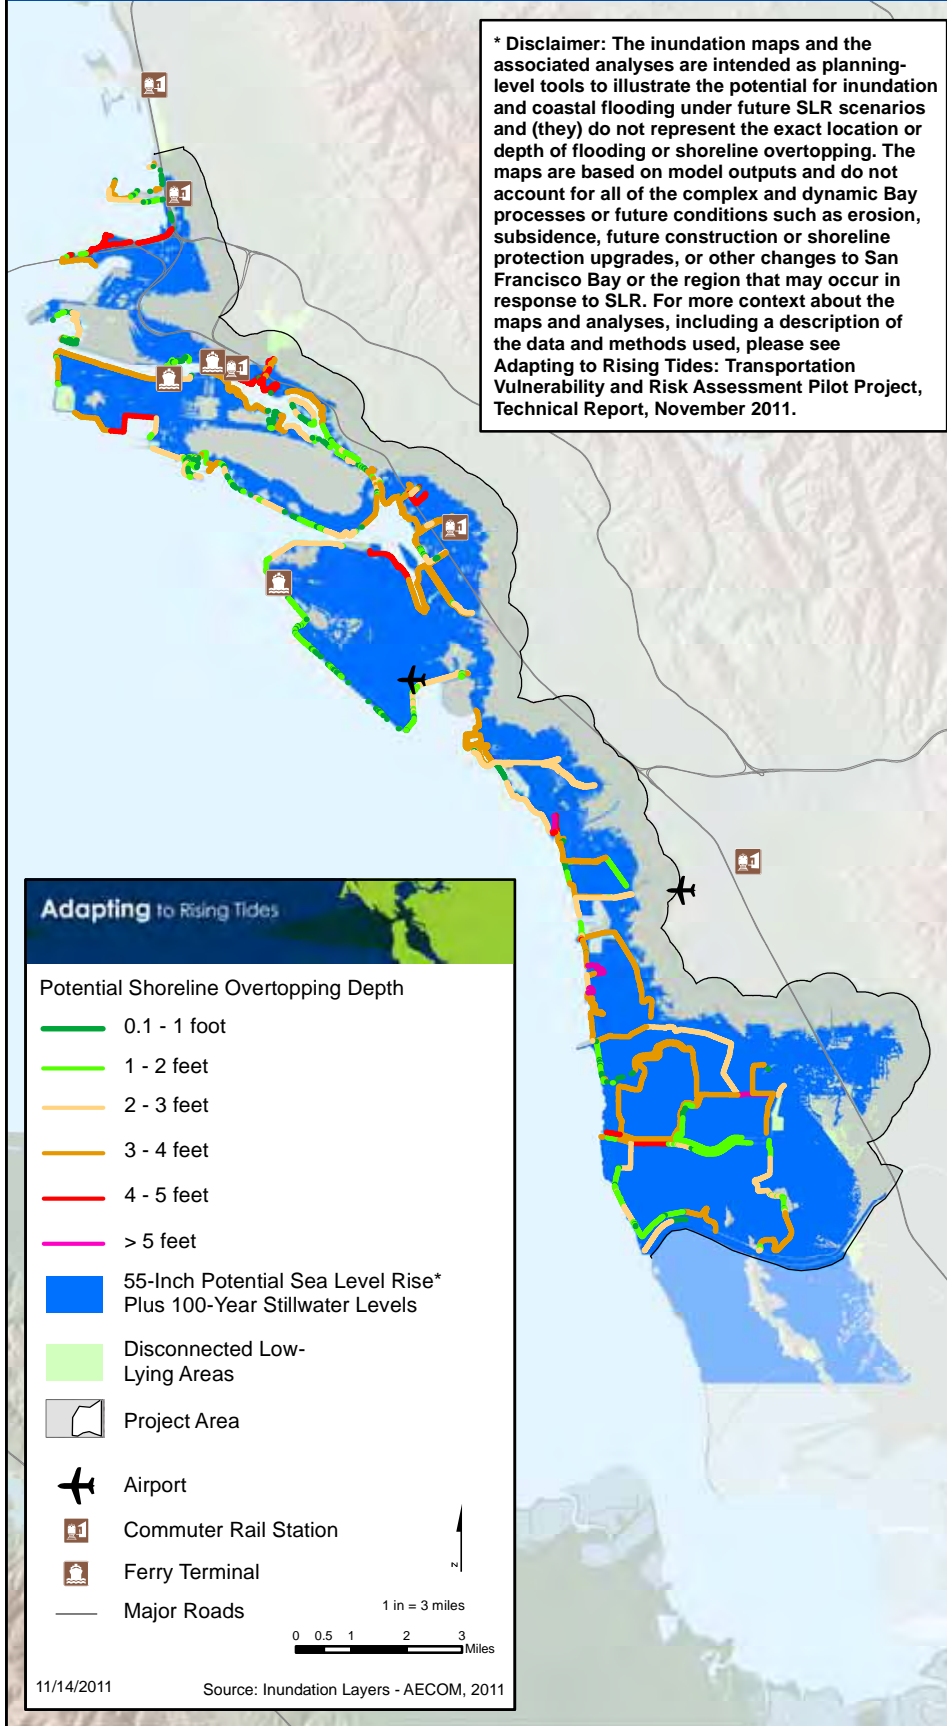 * Disclaimer: The inundation maps and the
associated analyses are intended as planning-
level tools to illustrate the potential for inundation
and coastal flooding under future SLR scenarios
and (they) do not represent the exact location or
depth of flooding or shoreline overtopping. The
maps are based on model outputs and do not
account for all of the complex and dynamic Bay
processes or future conditions such as erosion,
subsidence, future construction or shoreline
protection upgrades, or other changes to San
Francisco Bay or the region that may occur in
response to SLR. For more context about the
maps and analyses, including a description of
the data and methods used, please see
Adapting to Rising Tides: Transportation
Vulnerability and Risk Assessment Pilot Project,
Technical Report, November 2011.
Adapting to Rising Tides
Potential Shoreline Overtopping Depth
0.1 - 1 foot
1 - 2 feet
2 - 3 feet
3 - 4 feet
4 - 5 feet
> 5 feet
55-Inch Potential Sea Level Rise*
Plus 100-Year Stillwater Levels
Disconnected Low-
Lying Areas
Project Area
Airport
Commuter Rail Station
Ferry Terminal
Major Roads
N
1 in = 3 miles
0 0.5 1 2 3
Miles
11/14/2011
Source: Inundation Layers - AECOM, 2011